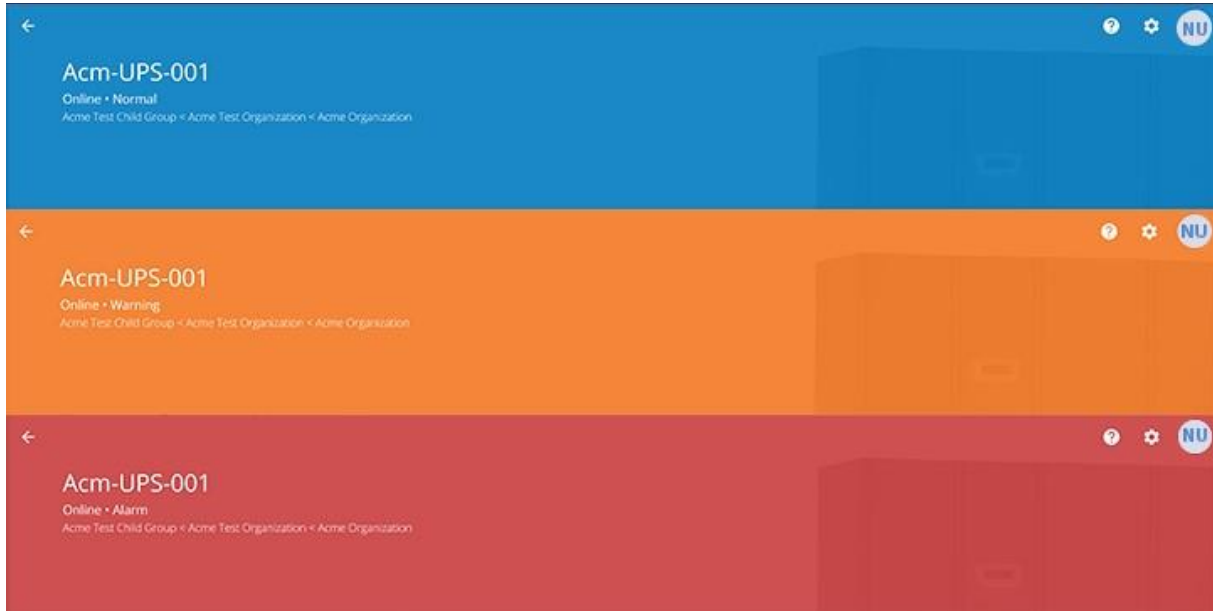 NU
Acm-UPS-001
Online • Normal
Acme Test Child Group < Acme Test Organization < Acme Organization
NU
Acm-UPS-001
Online • Warning
Acme Test Child Group < Acme Test Organization < Acme Organization
NU
Acm-UPS-001
Online • Alarm
Acme Test Child Group < Acme Test Organization < Acme Organization